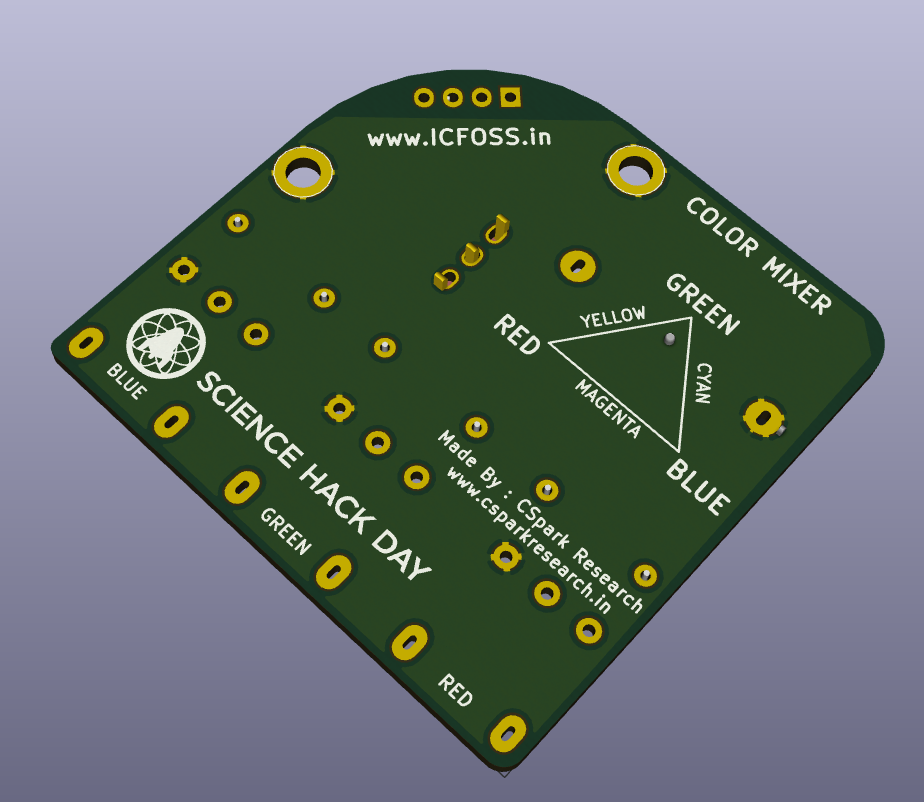 www.ICFOSS.in
COLOR MIXER
GREEN
YELLOW
RED
CYAN
MAGENTA
BLUE
BLUE
SCIENCE HACK DAY
GREEN
Made By : CSpark Research
www.csparkresearch.in
RED